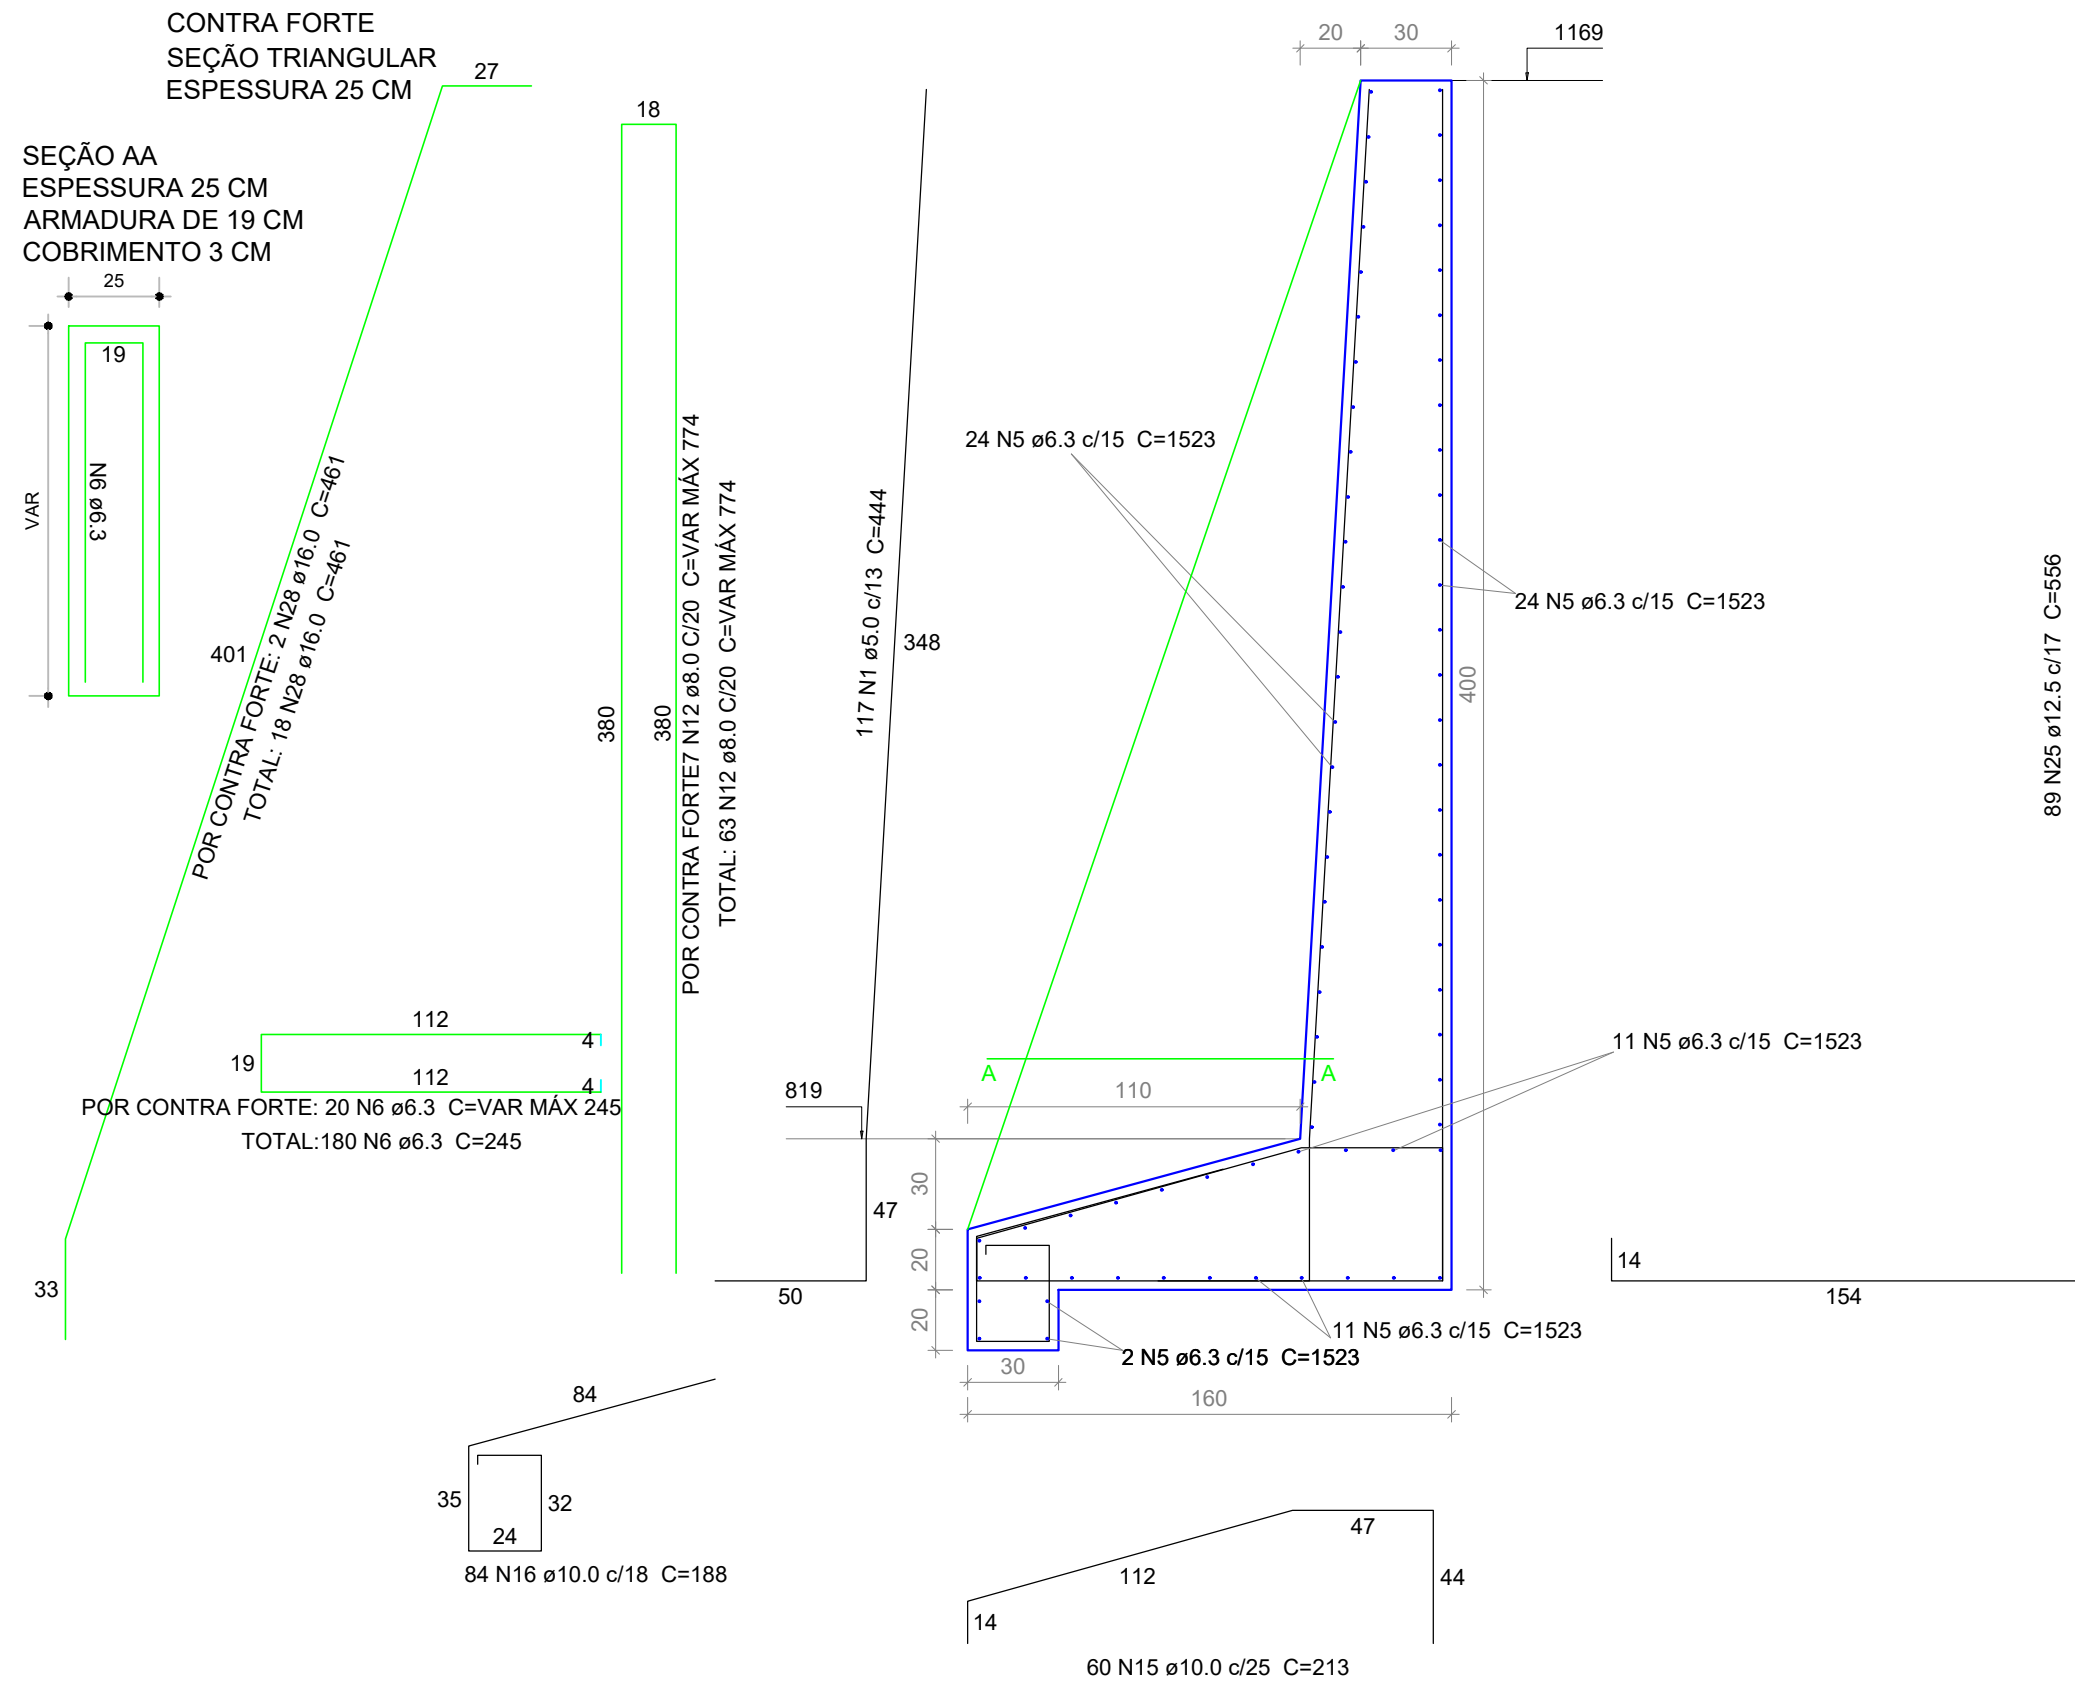 CONTRA FORTE
SEÇÃO TRIANGULAR
ESPESSURA 25 CM
27
18
SEÇÃO AA
ESPESSURA 25 CM
ARMADURA DE 19 CM
COBRIMENTO 3 CM
25
19
VAR
N6 ø6.3
401
POR CONTRA FORTE: 2 N28 ø16.0 C=461
TOTAL: 18 N28 ø16.0 C=461
33
380
380
POR CONTRA FORTE7 N12 ø8.0 C/20 C=VAR MÁX 774
TOTAL: 63 N12 ø8.0 C/20 C=VAR MÁX 774
112
4
19
112
4
POR CONTRA FORTE: 20 N6 ø6.3 C=VAR MÁX 245
TOTAL:180 N6 ø6.3 C=245
117 N1 ø5.0 c/13 C=444
348
819
47
50
20
30
1169
24 N5 ø6.3 c/15 C=1523
24 N5 ø6.3 c/15 C=1523
400
11 N5 ø6.3 c/15 C=1523
A
A
110
30
20
20
11 N5 ø6.3 c/15 C=1523
2 N5 ø6.3 c/15 C=1523
30
160
89 N25 ø12.5 c/17 C=556
14
154
84
35
32
24
84 N16 ø10.0 c/18 C=188
47
112
44
14
60 N15 ø10.0 c/25 C=213